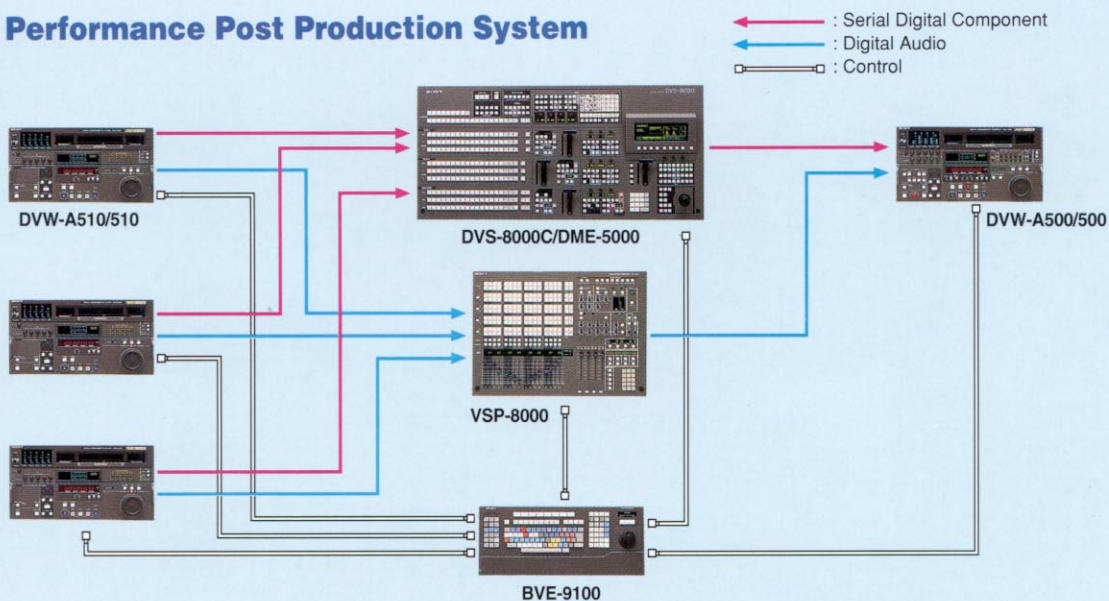 Performance Post Production System
: Serial Digital Component
: Digital Audio
: Control
DVW-A510/510
DVS-8000C/DME-5000
DVW-A500/500
VSP-8000
BVE-9100